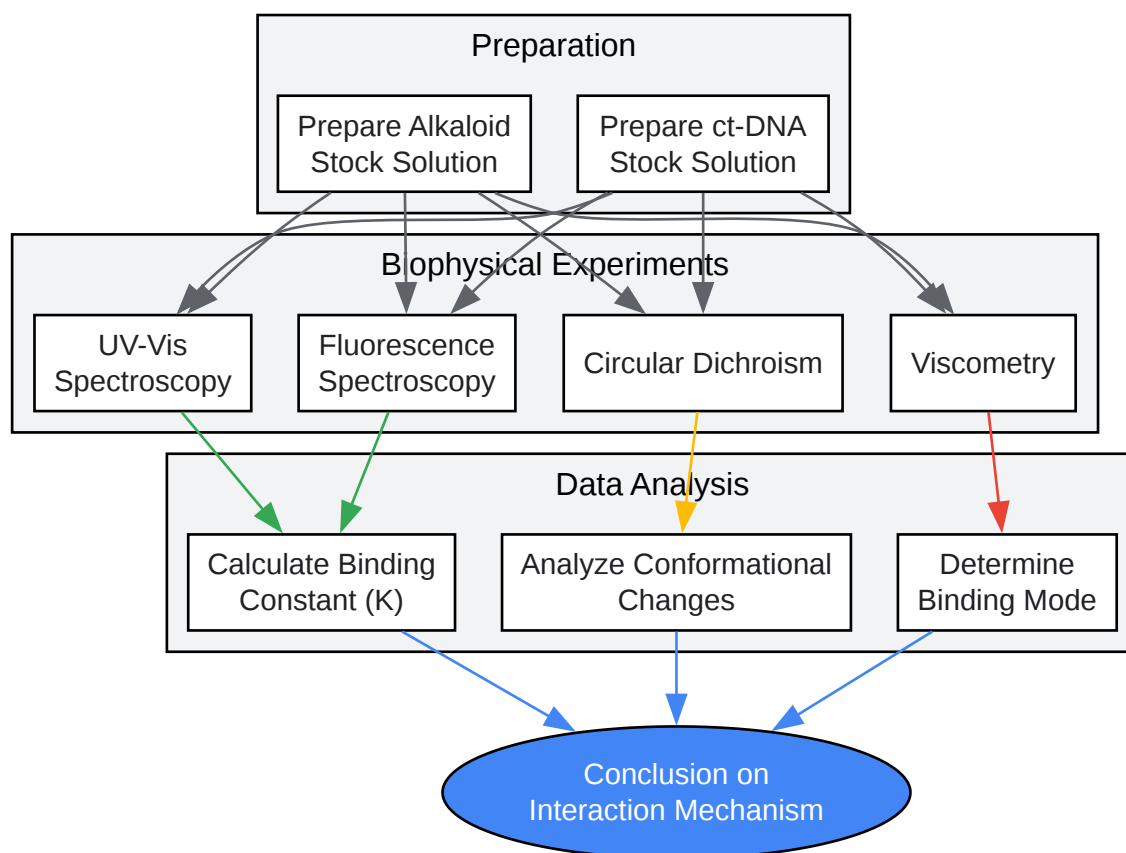 Preparation
Prepare Alkaloid
Stock Solution
Prepare ct-DNA
Stock Solution
Biophysical Experiments
UV-Vis
Spectroscopy
Fluorescence
Spectroscopy
Circular Dichroism
Viscometry
Data Analysis
Calculate Binding
Constant (K)
Analyze Conformational
Changes
Determine
Binding Mode
Conclusion on
Interaction Mechanism